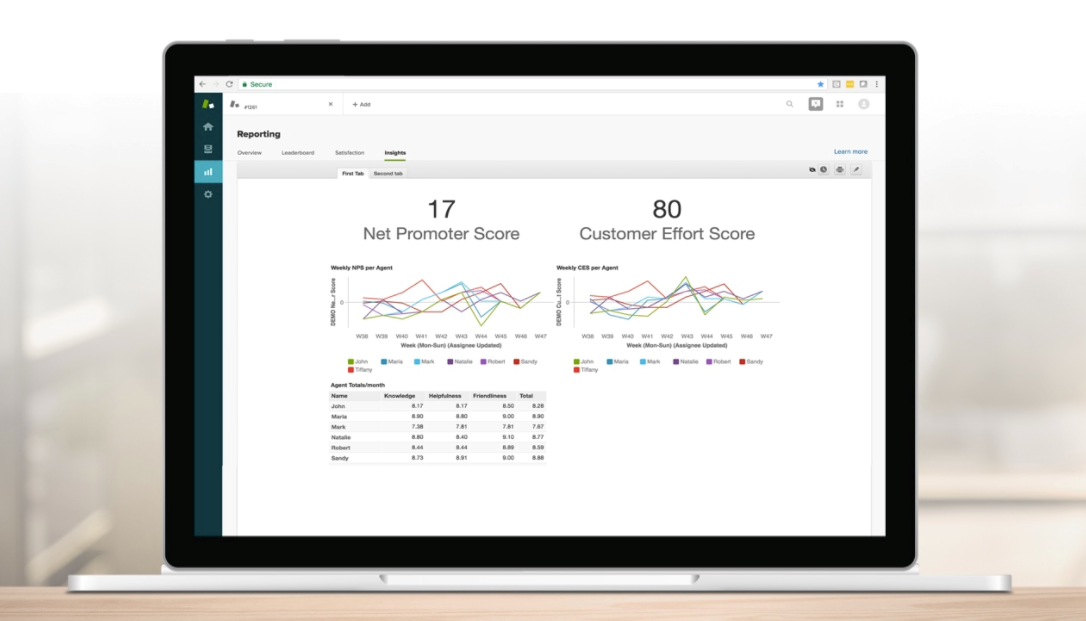 Secure
#1201
+ Add
Reporting
Overview Leaderboard Satisfaction Insights
Learn more
First Tab Second tab
17
Net Promoter Score
80
Customer Effort Score
Weekly NPS per Agent
DEMO Ne...r Score
0
W38 W39 W40 W41 W42 W43 W44 W45 W46 W47
Week (Mon-Sun) (Assignee Updated)
John Maria Mark Natalie Robert Sandy
Tiffany
Weekly CES per Agent
DEMO Cu...t Score
0
W38 W39 W40 W41 W42 W43 W44 W45 W46 W47
Week (Mon-Sun) (Assignee Updated)
John Maria Mark Natalie Robert Sandy
Tiffany
Agent Totals/month
Name Knowledge Helpfulness Friendliness Total
John 8.17 8.17 8.50 8.28
Maria 8.90 8.80 9.00 8.90
Mark 7.38 7.81 7.81 7.67
Natalie 8.80 8.40 9.10 8.77
Robert 8.44 8.44 8.89 8.59
Sandy 8.73 8.91 9.00 8.88